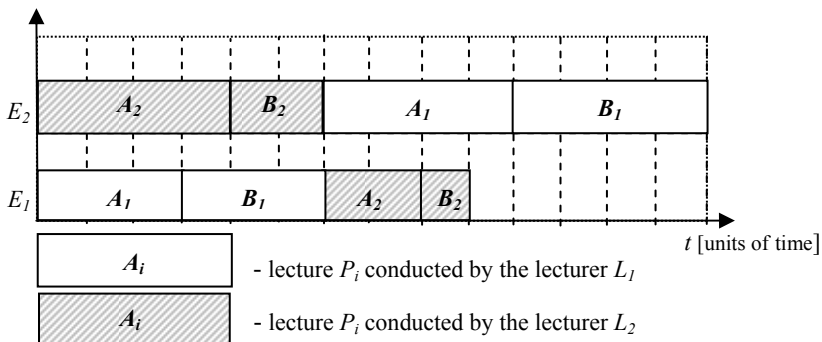 E2 A2 B2 A1 B1
E1 A1 B1 A2 B2
t [units of time]
Ai - lecture Pi conducted by the lecturer L1
Ai - lecture Pi conducted by the lecturer L2